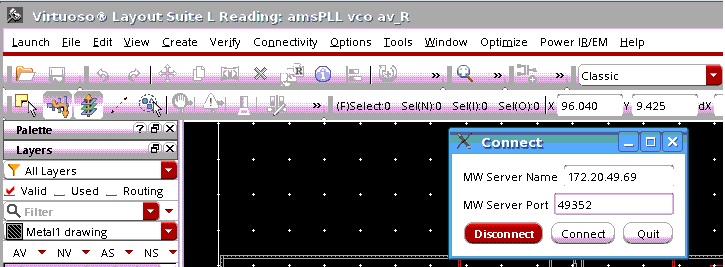 Virtuoso® Layout Suite L Reading: amsPLL vco av_R
Launch File Edit View Create Verify Connectivity Options Tools Window Optimize Power IR/EM Help
R » » Classic
» (F)Select:0 Sel(N):0 Sel(I):0 Sel(O):0 X 96.040 Y 9.425 dX
Palette
Layers
All Layers
Valid Used Routing
Filter
Metal1 drawing
AV NV AS NS
Connect
MW Server Name 172.20.49.69
MW Server Port 49352
Disconnect Connect Quit